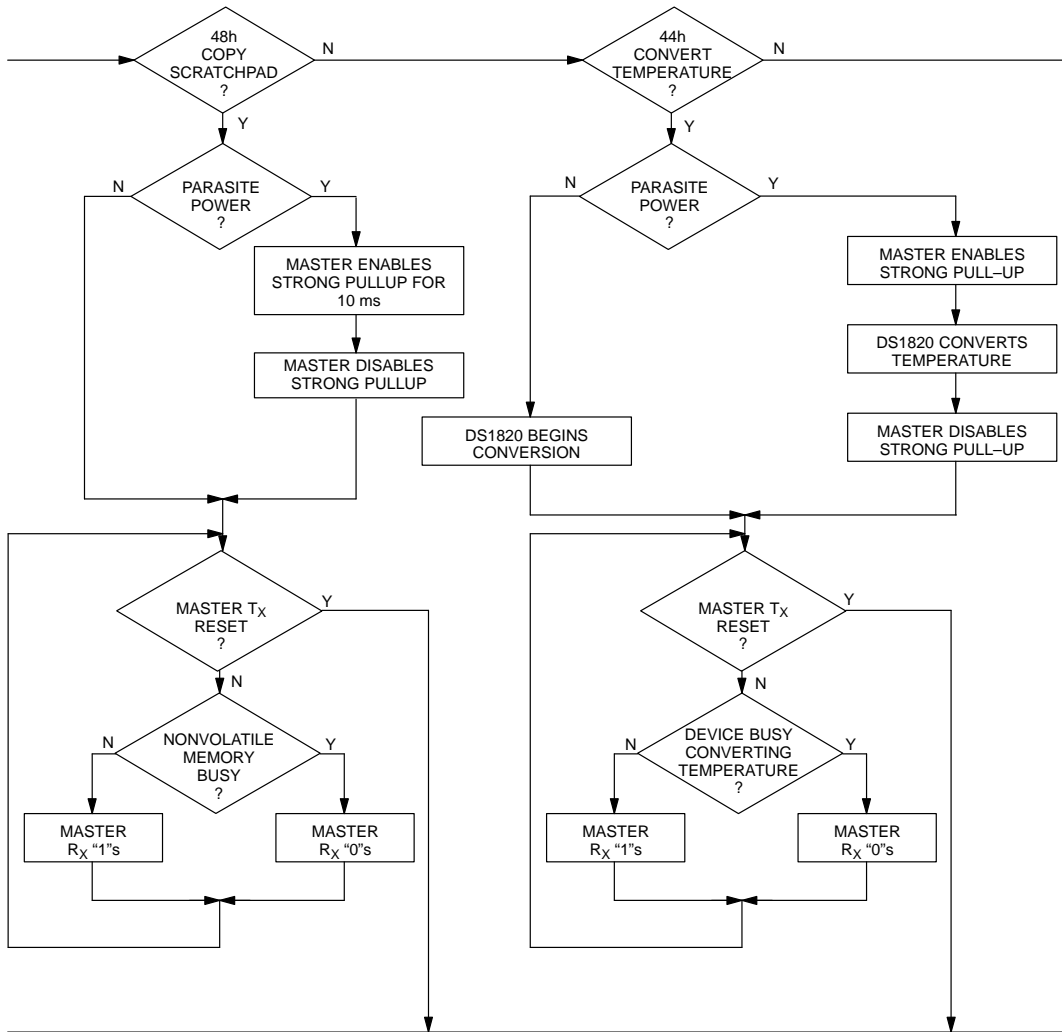 48h
COPY
SCRATCHPAD
?
N
Y
44h
CONVERT
TEMPERATURE
?
N
Y
N
PARASITE
POWER
?
Y
MASTER ENABLES
STRONG PULLUP FOR
10 ms
MASTER DISABLES
STRONG PULLUP
N
PARASITE
POWER
?
Y
MASTER ENABLES
STRONG PULL–UP
DS1820 CONVERTS
TEMPERATURE
MASTER DISABLES
STRONG PULL–UP
DS1820 BEGINS
CONVERSION
MASTER TX
RESET
?
Y
N
N
NONVOLATILE
MEMORY
BUSY
?
Y
MASTER
RX “1”s
MASTER
RX “0”s
MASTER TX
RESET
?
Y
N
N
DEVICE BUSY
CONVERTING
TEMPERATURE
?
Y
MASTER
RX “1”s
MASTER
RX “0”s